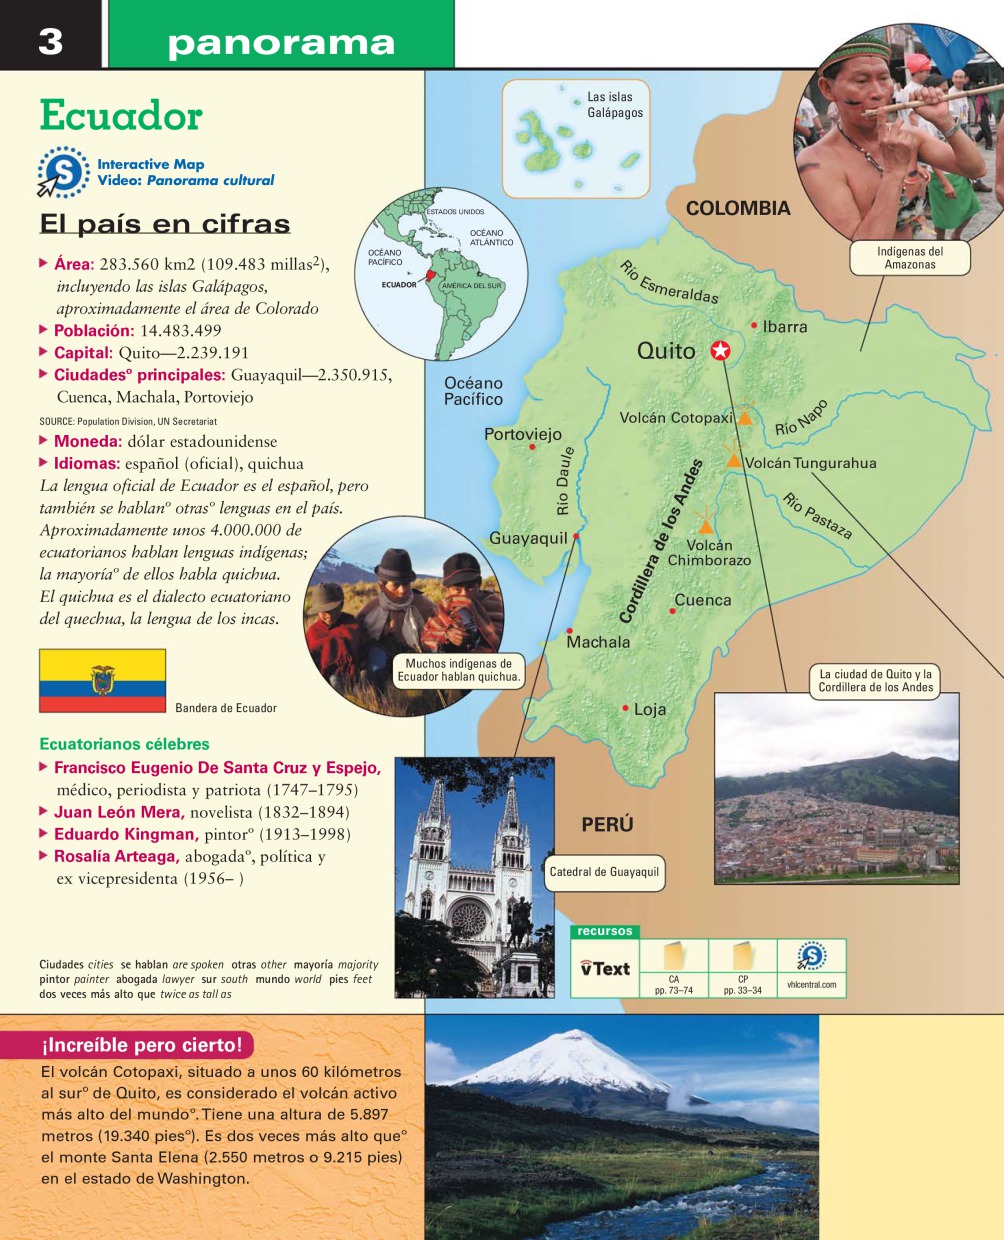 3
panorama
Ecuador
S
Interactive Map
Video: Panorama cultural
El país en cifras
Área: 283.560 km2 (109.483 millas²),
incluyendo las islas Galápagos,
aproximadamente el área de Colorado
Población: 14.483.499
Capital: Quito—2.239.191
Ciudadesº principales: Guayaquil—2.350.915,
Cuenca, Machala, Portoviejo
SOURCE: Population Division, UN Secretariat
Moneda: dólar estadounidense
Idiomas: español (oficial), quichua
La lengua oficial de Ecuador es el español, pero
también se hablanº otrasº lenguas en el país.
Aproximadamente unos 4.000.000 de
ecuatorianos hablan lenguas indígenas;
la mayoríaº de ellos habla quichua.
El quichua es el dialecto ecuatoriano
del quechua, la lengua de los incas.
Bandera de Ecuador
Ecuatorianos célebres
Francisco Eugenio De Santa Cruz y Espejo,
médico, periodista y patriota (1747–1795)
Juan León Mera, novelista (1832–1894)
Eduardo Kingman, pintorº (1913–1998)
Rosalía Arteaga, abogadaº, política y
ex vicepresidenta (1956– )
Ciudades cities se hablan are spoken otras other mayoría majority
pintor painter abogada lawyer sur south mundo world pies feet
dos veces más alto que twice as tall as
ESTADOS UNIDOS
OCÉANO
ATLÁNTICO
OCÉANO
PACÍFICO
ECUADOR
AMÉRICA DEL SUR
Las islas
Galápagos
COLOMBIA
Indígenas del
Amazonas
Río Esmeraldas
Ibarra
Quito
Océano
Pacífico
Volcán Cotopaxi
Río Napo
Portoviejo
Río Daule
Volcán Tungurahua
Río Pastaza
Guayaquil
Cordillera de los Andes
Volcán
Chimborazo
Cuenca
Machala
Muchos indígenas de
Ecuador hablan quichua.
La ciudad de Quito y la
Cordillera de los Andes
Loja
PERÚ
Catedral de Guayaquil
recursos
vText
CA
pp. 73–74
CP
pp. 33–34
S
vhlcentral.com
¡Increíble pero cierto!
El volcán Cotopaxi, situado a unos 60 kilómetros
al surº de Quito, es considerado el volcán activo
más alto del mundoº. Tiene una altura de 5.897
metros (19.340 piesº). Es dos veces más alto queº
el monte Santa Elena (2.550 metros o 9.215 pies)
en el estado de Washington.